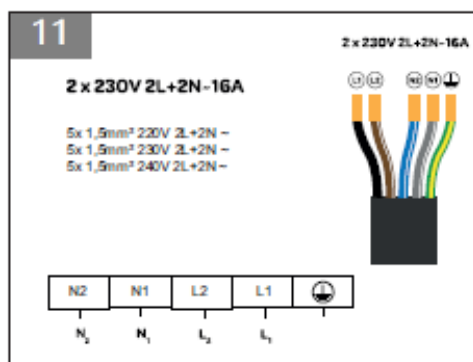 11
2 x 230V 2L+2N~16A
2 x 230V 2L+2N~16A
L1 L2 N2 N1
5x 1,5mm² 220V 2L+2N ~
5x 1,5mm² 230V 2L+2N ~
5x 1,5mm² 240V 2L+2N ~
N2 N1 L2 L1
N₂ N₁ L₂ L₁